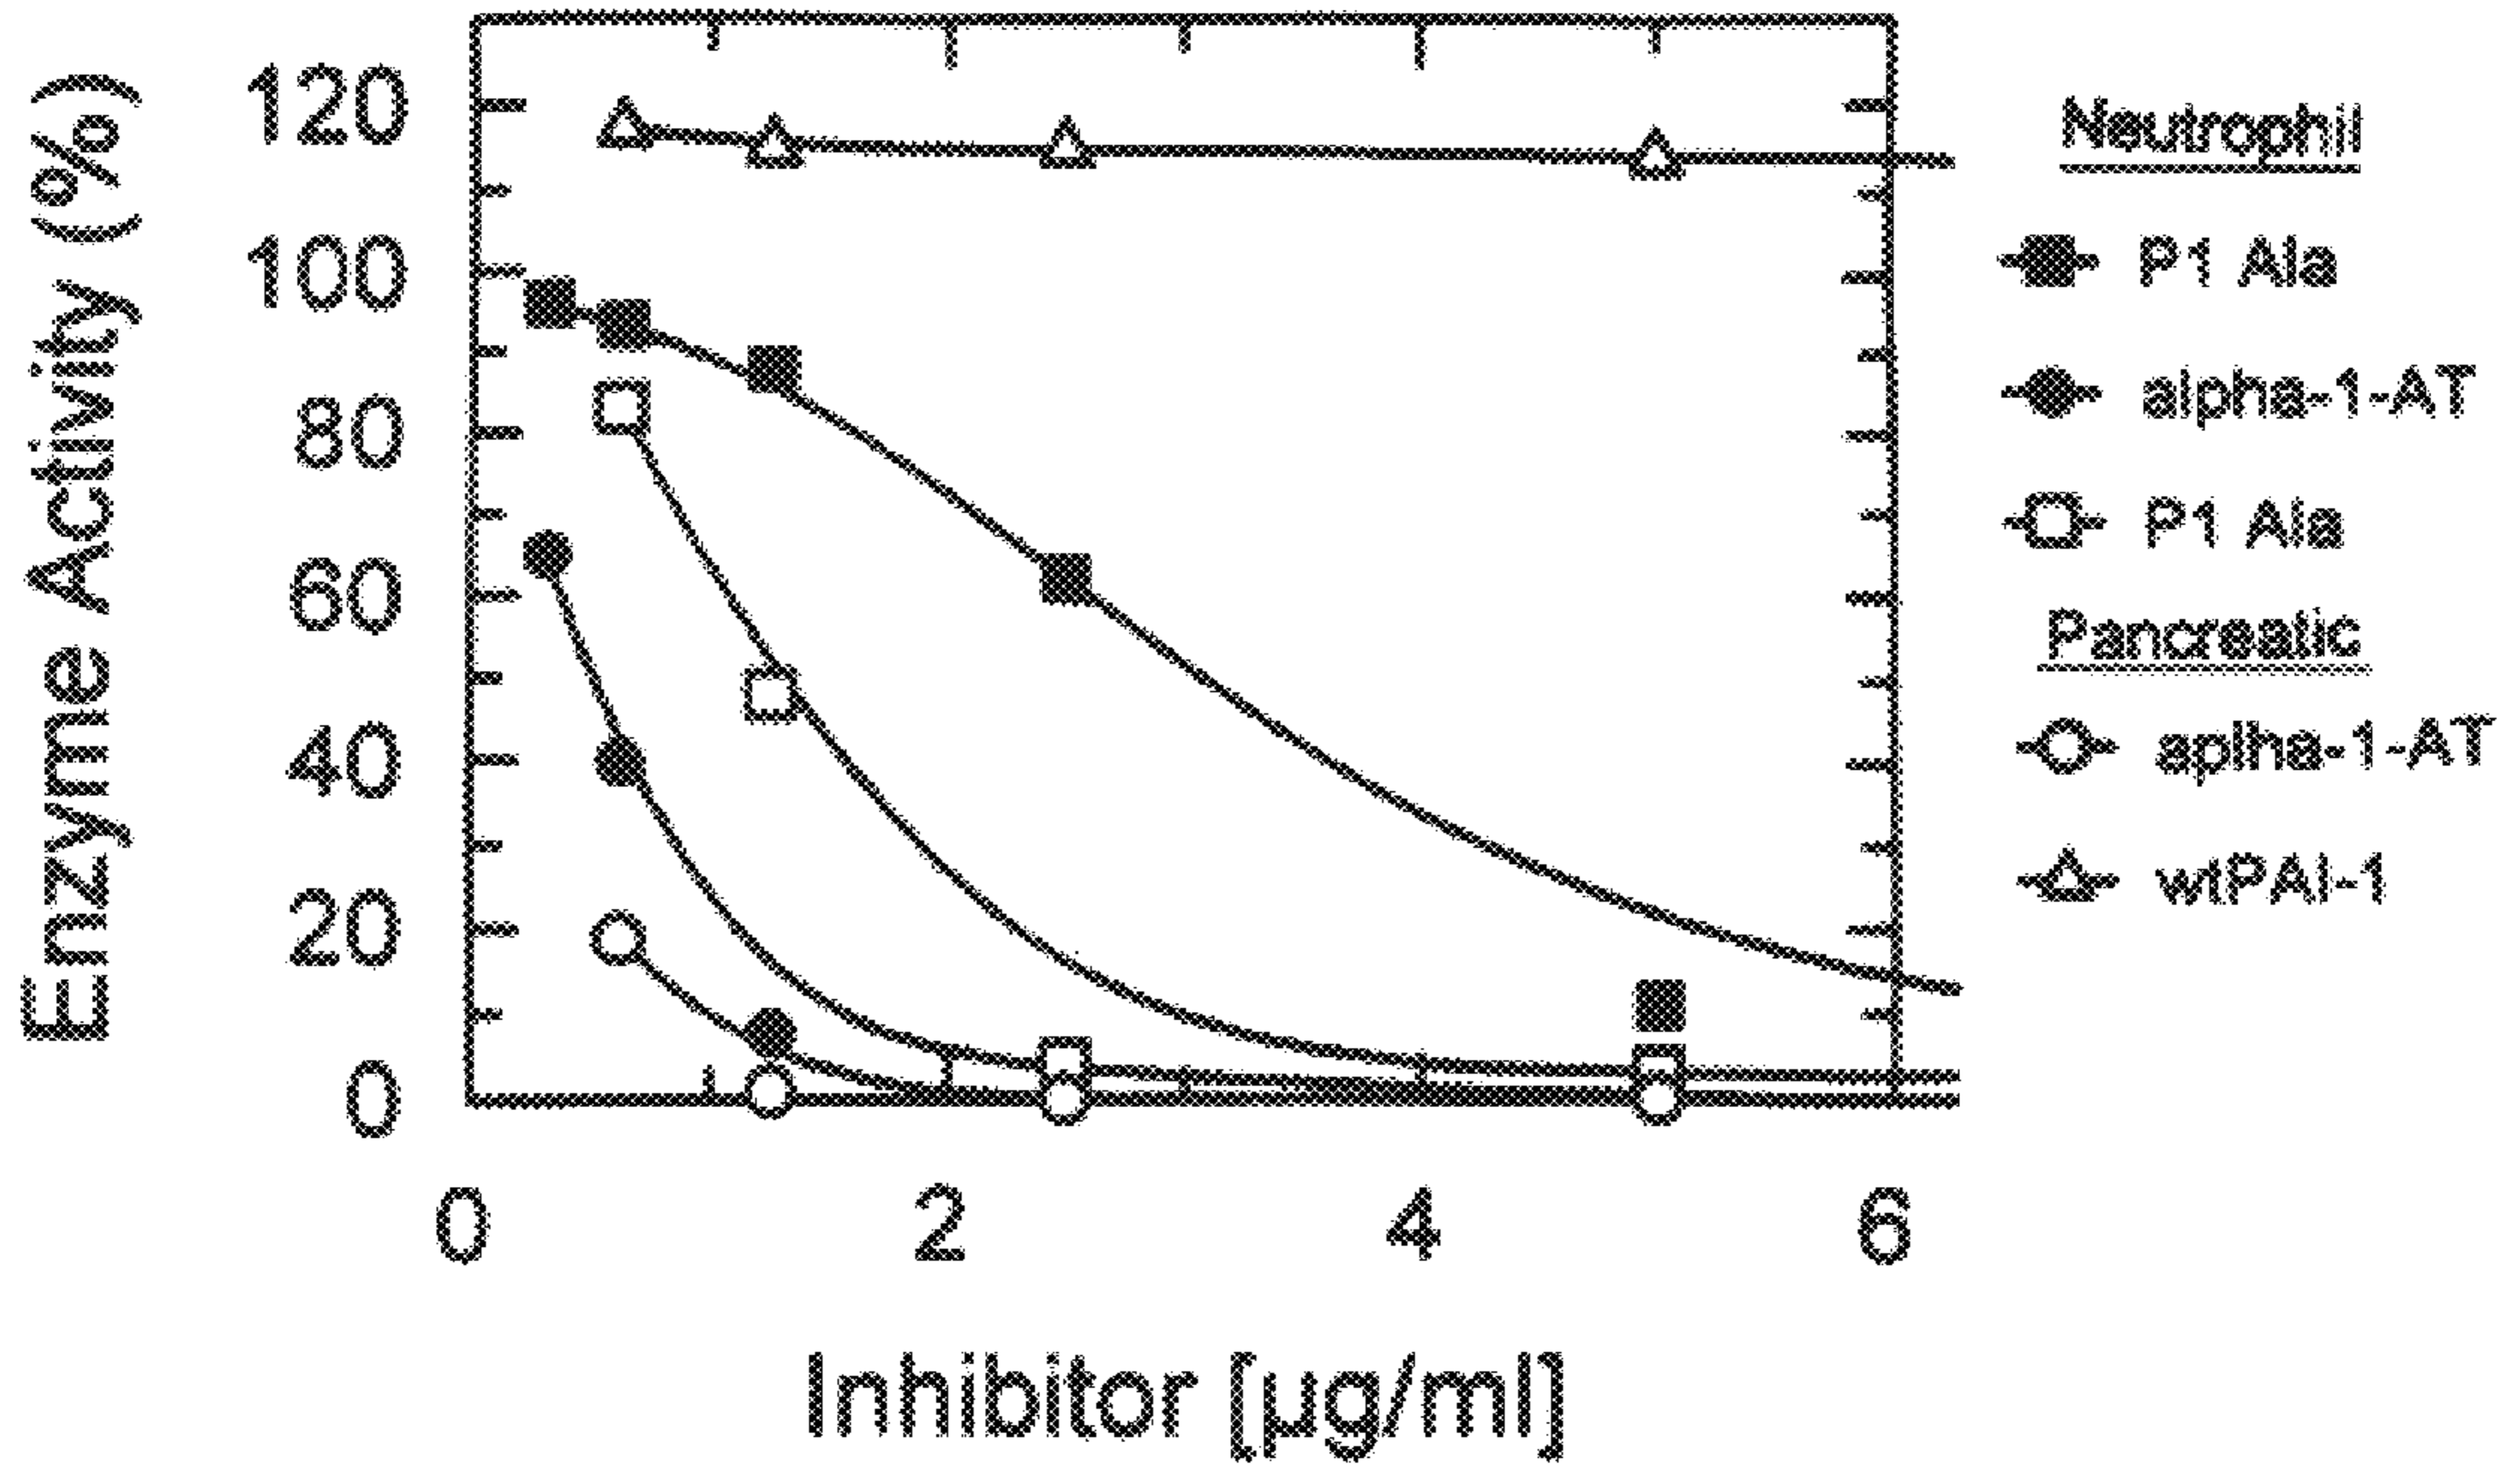 Enzyme Activity (%)
120
100
80
60
40
20
0
0 2 4 6
Inhibitor [µg/ml]
Neutrophil
P1 Ala
alpha-1-AT
P1 Ala
Pancreatic
aplha-1-AT
wtPAI-1